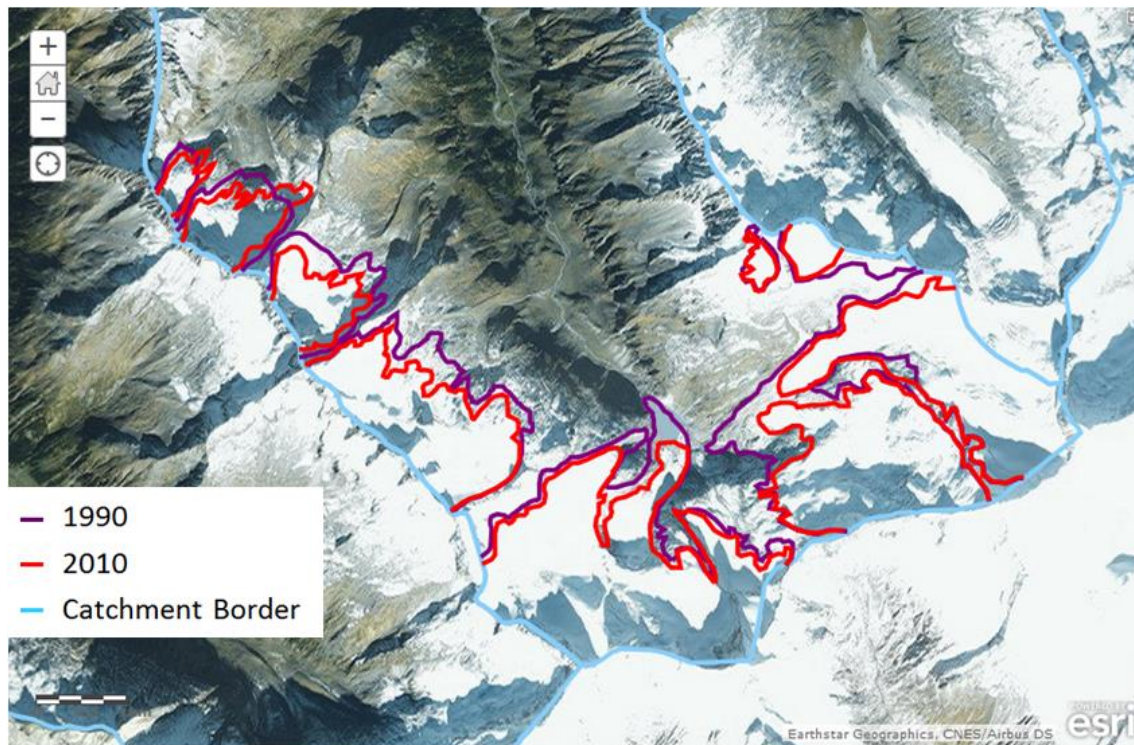 +
−
1990
2010
Catchment Border
Earthstar Geographics, CNES/Airbus DS
POWERED BY
esri